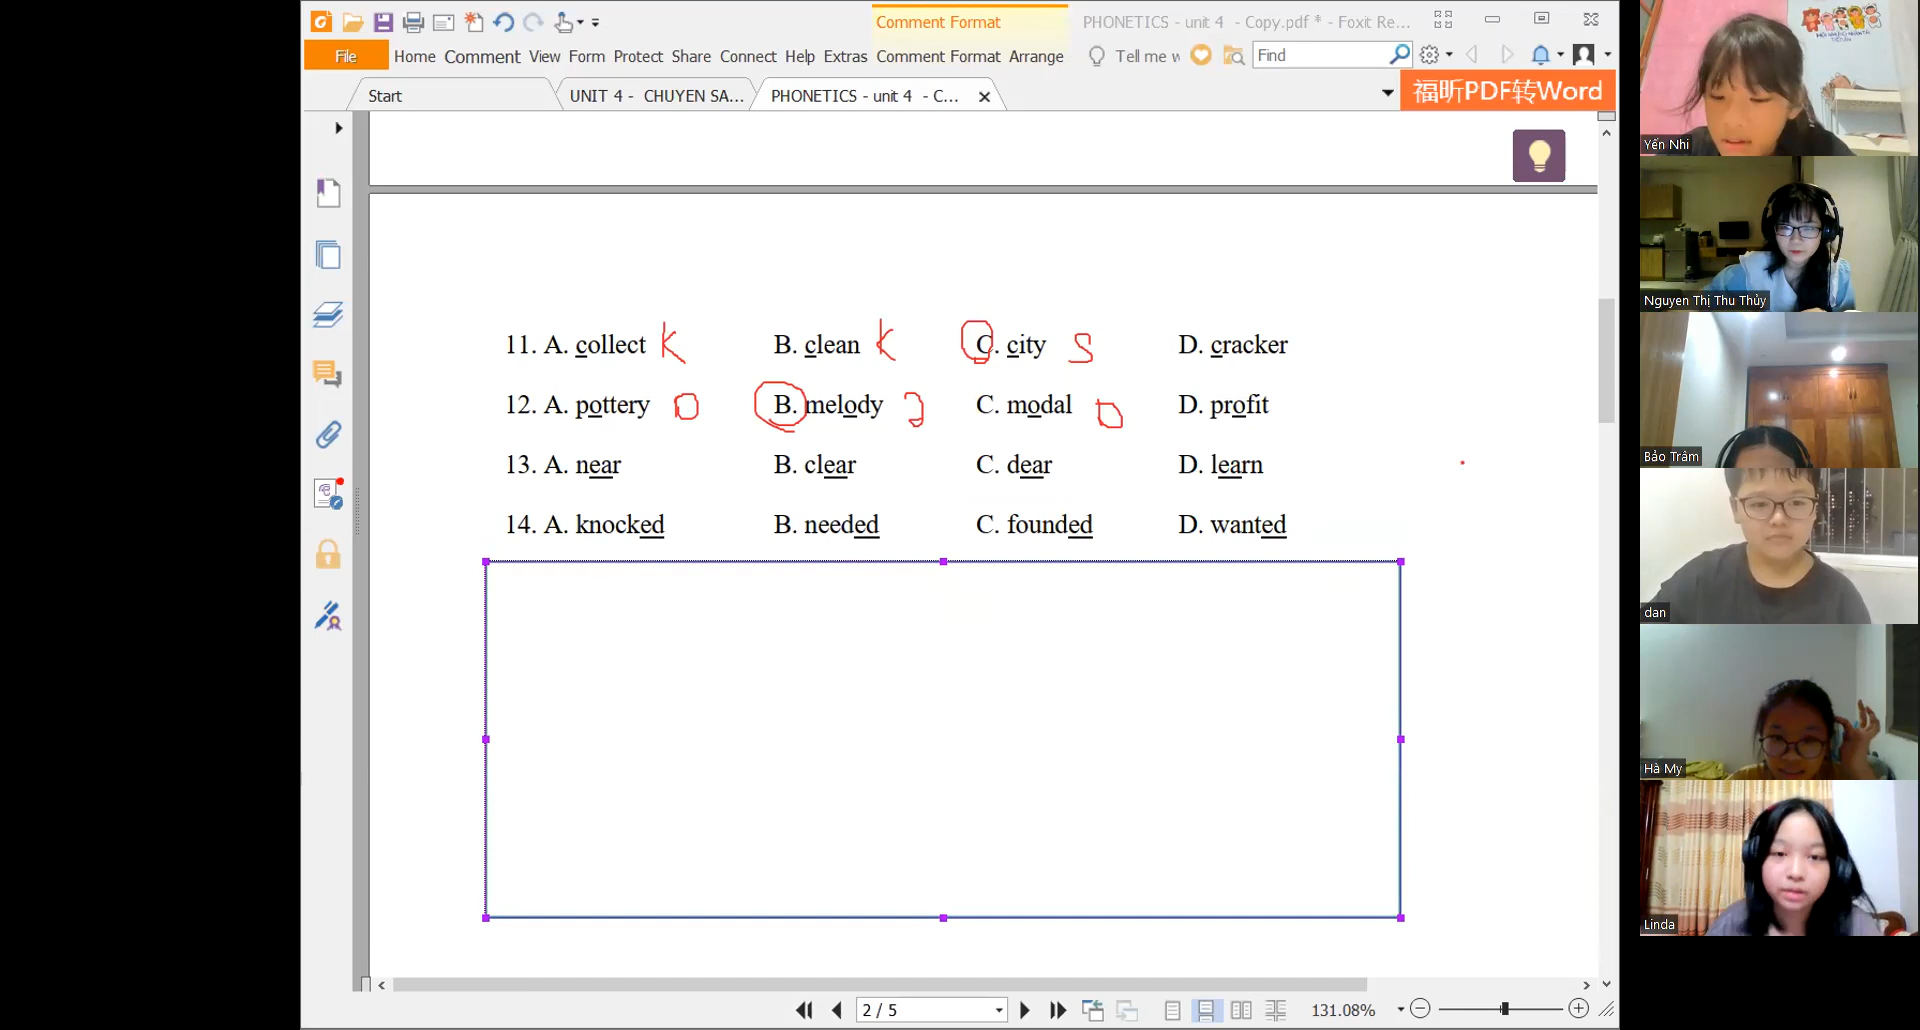 Comment Format
PHONETICS - unit 4 - Copy.pdf * - Foxit Re...
File Home Comment View Form Protect Share Connect Help Extras Comment Format Arrange Tell me w Find
Start UNIT 4 - CHUYEN SA... PHONETICS - unit 4 - C... 福昕PDF转Word
11. A. collect K B. clean K C. city S D. cracker
12. A. pottery B. melody C. modal D. profit
13. A. near B. clear C. dear D. learn
14. A. knocked B. needed C. founded D. wanted
2 / 5 131.08%
Yến Nhi
Nguyen Thị Thu Thủy
Bảo Trâm
dan
Hà My
Linda